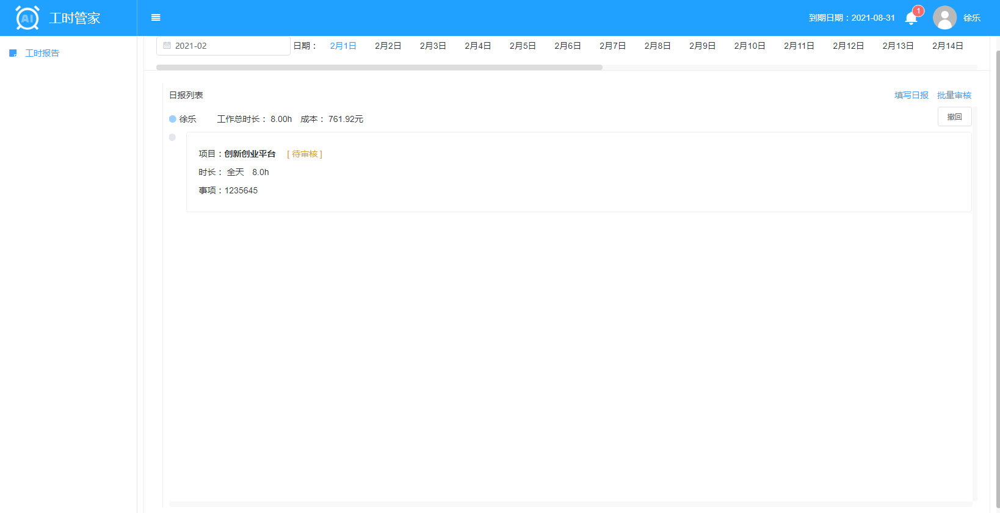 AI 工时管家 到期日期：2021-08-31 1 徐乐
工时报告
2021-02 日期： 2月1日 2月2日 2月3日 2月4日 2月5日 2月6日 2月7日 2月8日 2月9日 2月10日 2月11日 2月12日 2月13日 2月14日
日报列表 填写日报 批量审核
徐乐 工作总时长： 8.00h 成本： 761.92元 撤回
项目：创新创业平台 [ 待审核 ]
时长： 全天 8.0h
事项：1235645